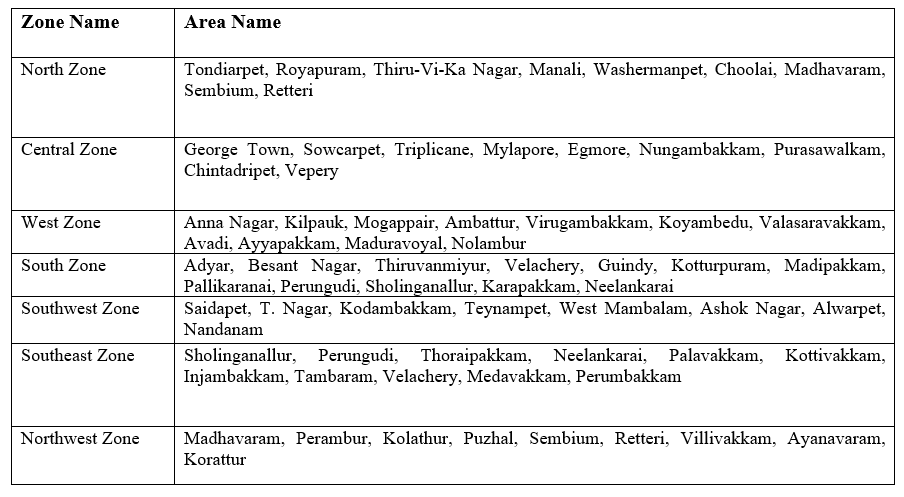 Zone Name Area Name
North Zone Tondiarpet, Royapuram, Thiru-Vi-Ka Nagar, Manali, Washermanpet, Choolai, Madhavaram,
Sembium, Retteri
Central Zone George Town, Sowcarpet, Triplicane, Mylapore, Egmore, Nungambakkam, Purasawalkam,
Chintadripet, Vepery
West Zone Anna Nagar, Kilpauk, Mogappair, Ambattur, Virugambakkam, Koyambedu, Valasaravakkam,
Avadi, Ayyapakkam, Maduravoyal, Nolambur
South Zone Adyar, Besant Nagar, Thiruvanmiyur, Velachery, Guindy, Kotturpuram, Madipakkam,
Pallikaranai, Perungudi, Sholinganallur, Karapakkam, Neelankarai
Southwest Zone Saidapet, T. Nagar, Kodambakkam, Teynampet, West Mambalam, Ashok Nagar, Alwarpet,
Nandanam
Southeast Zone Sholinganallur, Perungudi, Thoraipakkam, Neelankarai, Palavakkam, Kottivakkam,
Injambakkam, Tambaram, Velachery, Medavakkam, Perumbakkam
Northwest Zone Madhavaram, Perambur, Kolathur, Puzhal, Sembium, Retteri, Villivakkam, Ayanavaram,
Korattur